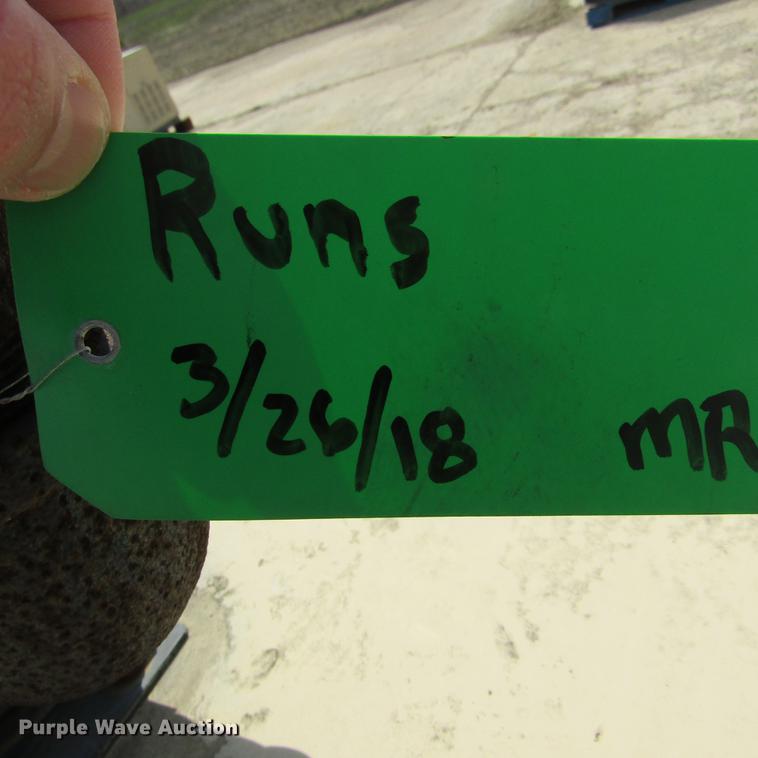 Runs
3/26/18 MR
Purple Wave Auction